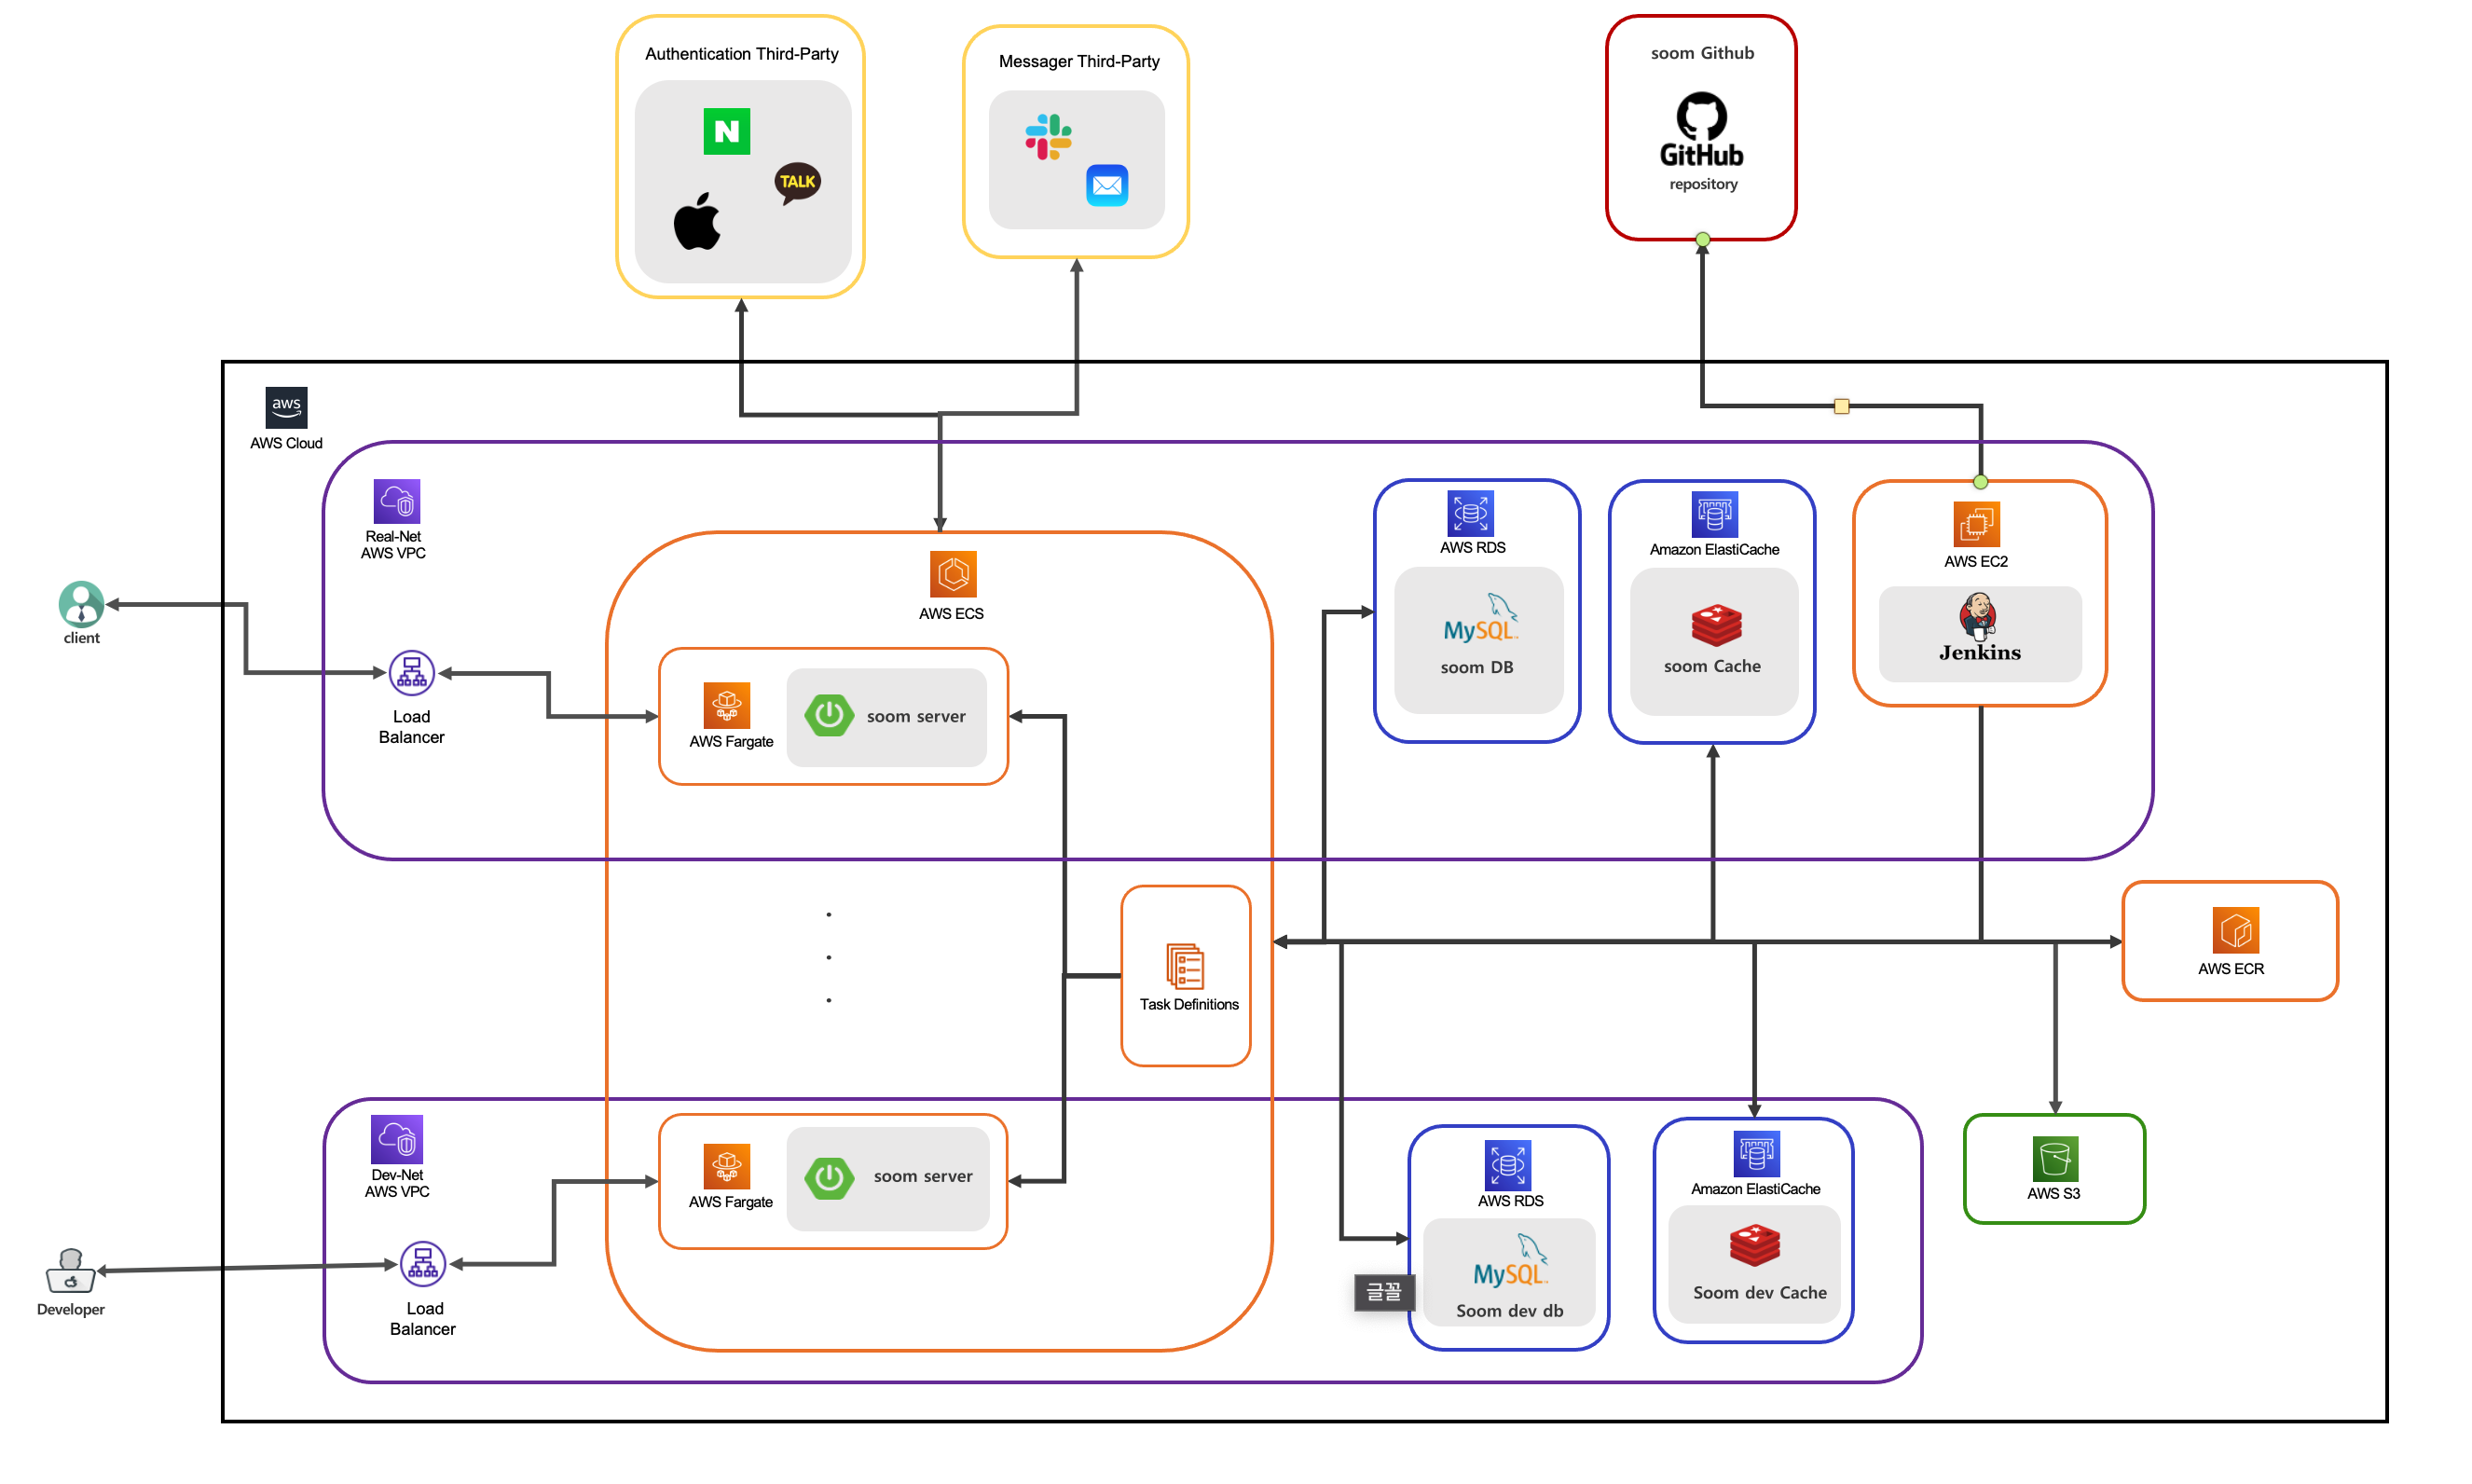 Authentication Third-Party
N
TALK
Messager Third-Party
soom Github
GitHub
repository
aws
AWS Cloud
Real-Net
AWS VPC
client
Load
Balancer
AWS ECS
AWS Fargate
soom server
AWS RDS
MySQL
soom DB
Amazon ElastiCache
soom Cache
AWS EC2
Jenkins
.
.
.
Task Definitions
AWS ECR
Dev-Net
AWS VPC
Developer
Load
Balancer
AWS Fargate
soom server
AWS RDS
MySQL
Soom dev db
글꼴
Amazon ElastiCache
Soom dev Cache
AWS S3